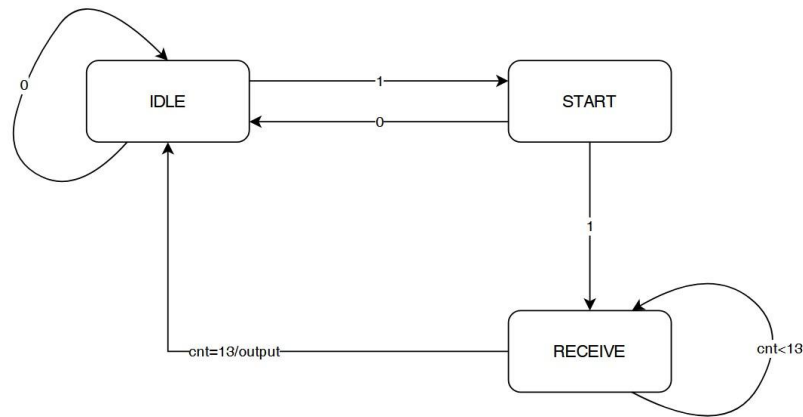 0
IDLE
1
START
0
1
cnt=13/output
RECEIVE
cnt<13